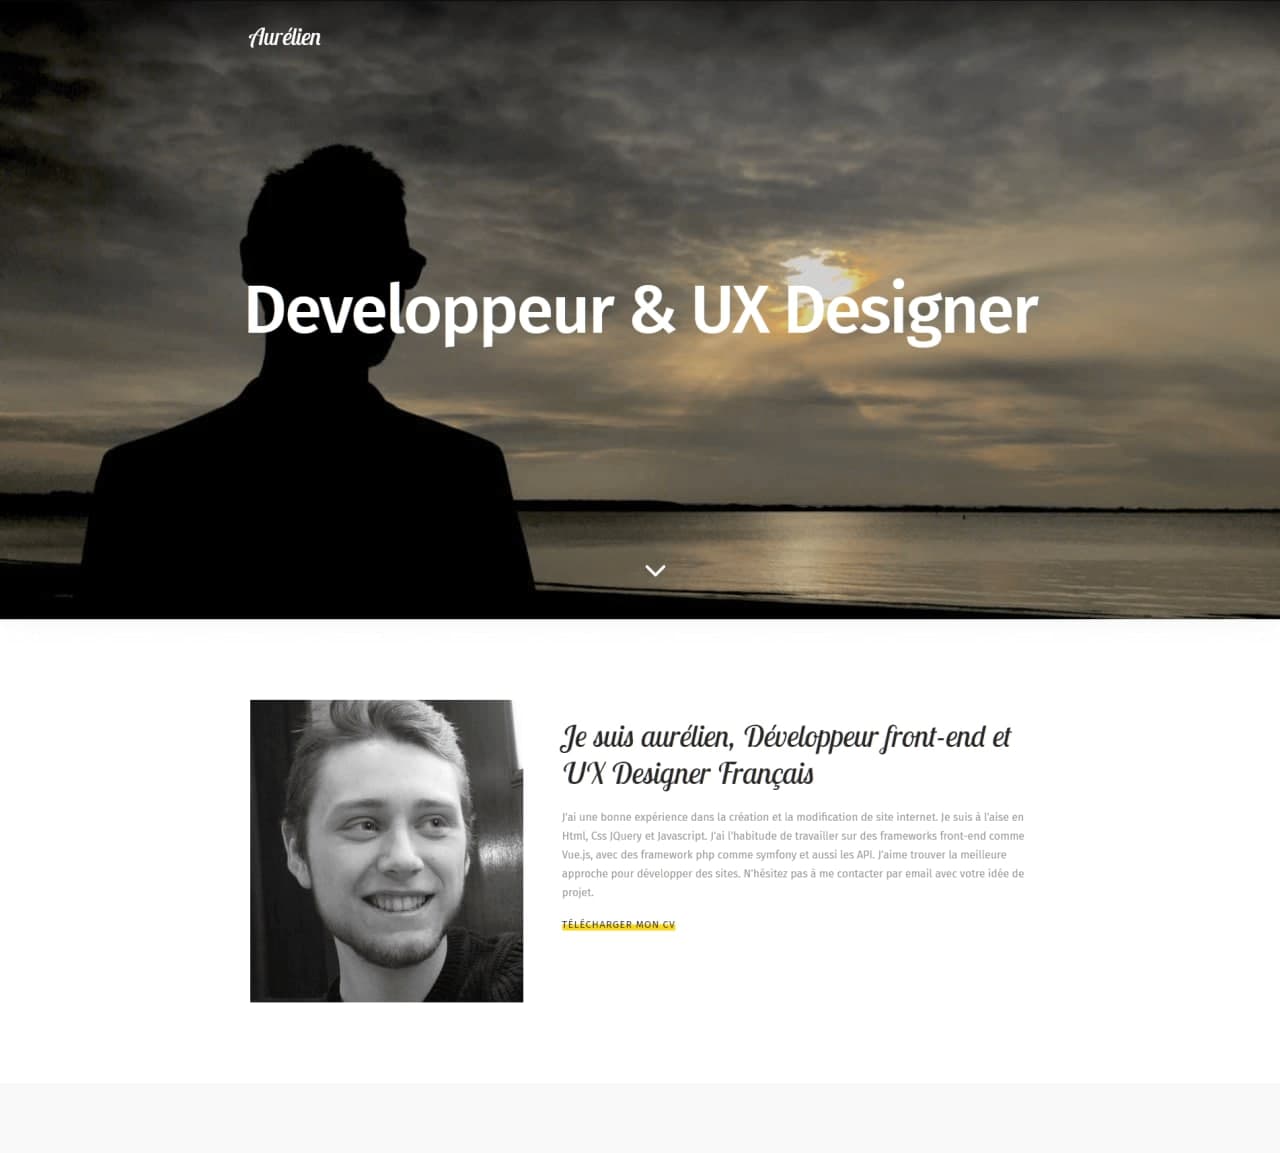 Aurélien
Developpeur & UX Designer
Je suis aurélien, Développeur front-end et
UX Designer Français
J'ai une bonne expérience dans la création et la modification de site internet. Je suis à l'aise en
Html, Css JQuery et Javascript. J'ai l'habitude de travailler sur des frameworks front-end comme
Vue.js, avec des framework php comme symfony et aussi les API. J'aime trouver la meilleure
approche pour développer des sites. N'hésitez pas à me contacter par email avec votre idée de
projet.
TÉLÉCHARGER MON CV